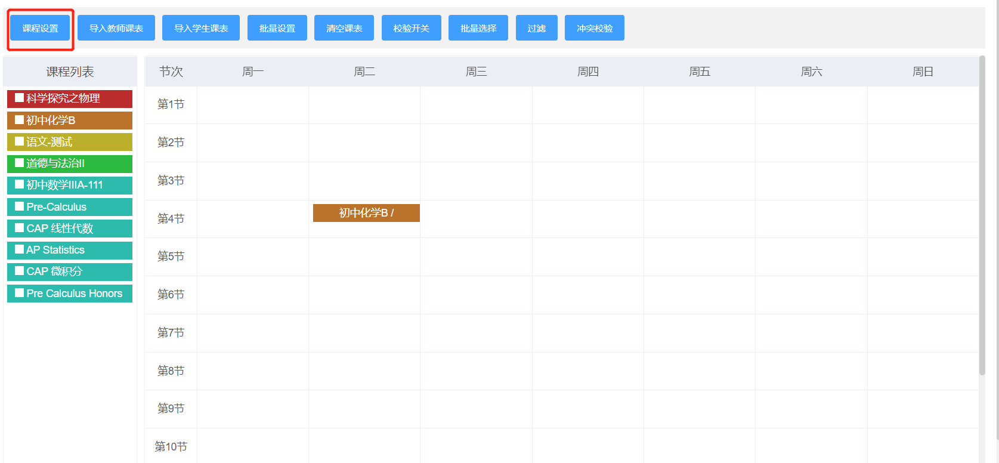 课程设置 导入教师课表 导入学生课表 批量设置 清空课表 校验开关 批量选择 过滤 冲突校验
课程列表
科学探究之物理
初中化学B
语文-测试
道德与法治II
初中数学IIIA-111
Pre-Calculus
CAP 线性代数
AP Statistics
CAP 微积分
Pre Calculus Honors
节次 周一 周二 周三 周四 周五 周六 周日
第1节
第2节
第3节
第4节 初中化学B /
第5节
第6节
第7节
第8节
第9节
第10节